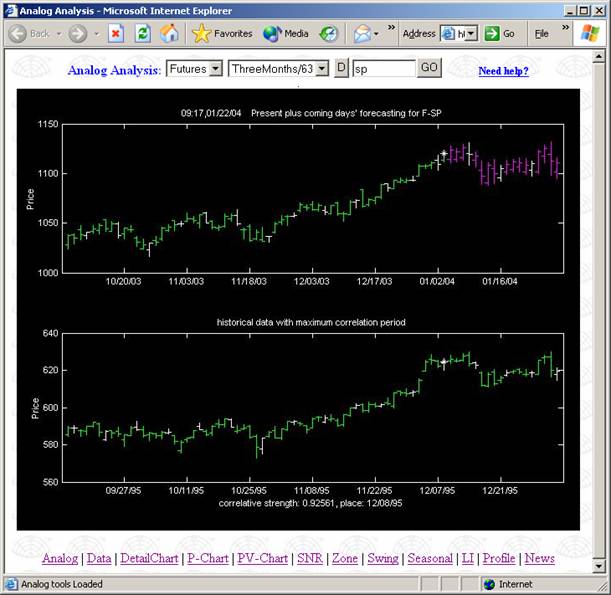 Analog Analysis - Microsoft Internet Explorer
Back Favorites Media Address Go File
Analog Analysis: Futures ThreeMonths/63 D sp GO Need help?
09:17,01/22/04 Present plus coming days' forecasting for F-SP
1150
1100
Price
1050
1000
10/20/03 11/03/03 11/18/03 12/03/03 12/17/03 01/02/04 01/16/04
historical data with maximum correlation period
640
620
Price
600
580
560
09/27/95 10/11/95 10/25/95 11/08/95 11/22/95 12/07/95 12/21/95
correlative strength: 0.92561, place: 12/08/95
Analog | Data | DetailChart | P-Chart | PV-Chart | SNR | Zone | Swing | Seasonal | LI | Profile | News
Analog tools Loaded Internet